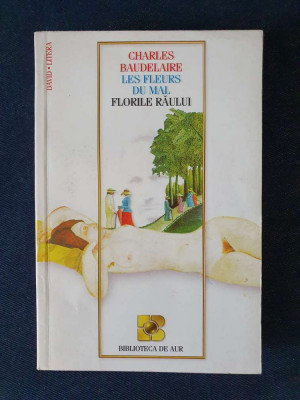 DAVID • LITERA
CHARLES
BAUDELAIRE
LES FLEURS
DU MAL
FLORILE RĂULUI
BIBLIOTECA DE AUR